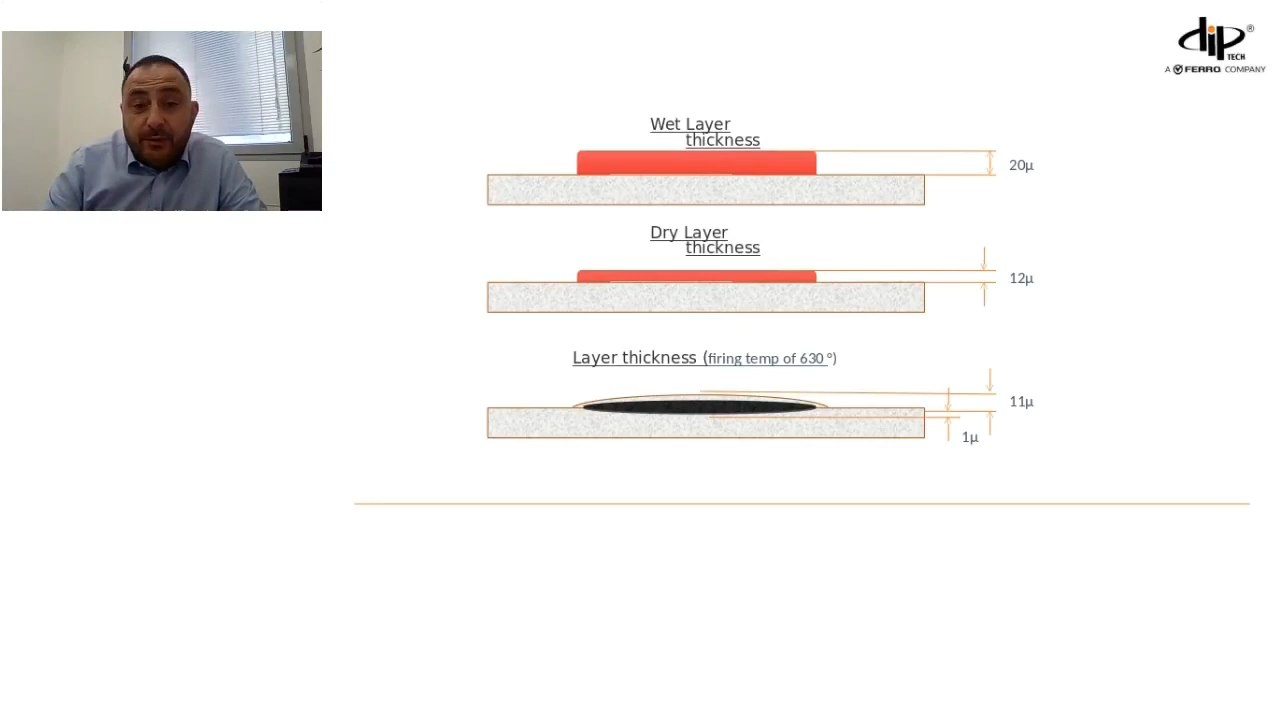 dip ®
TECH
A FERRO COMPANY
Wet Layer
thickness
20µ
Dry Layer
thickness
12µ
Layer thickness (firing temp of 630 °)
11µ
1µ